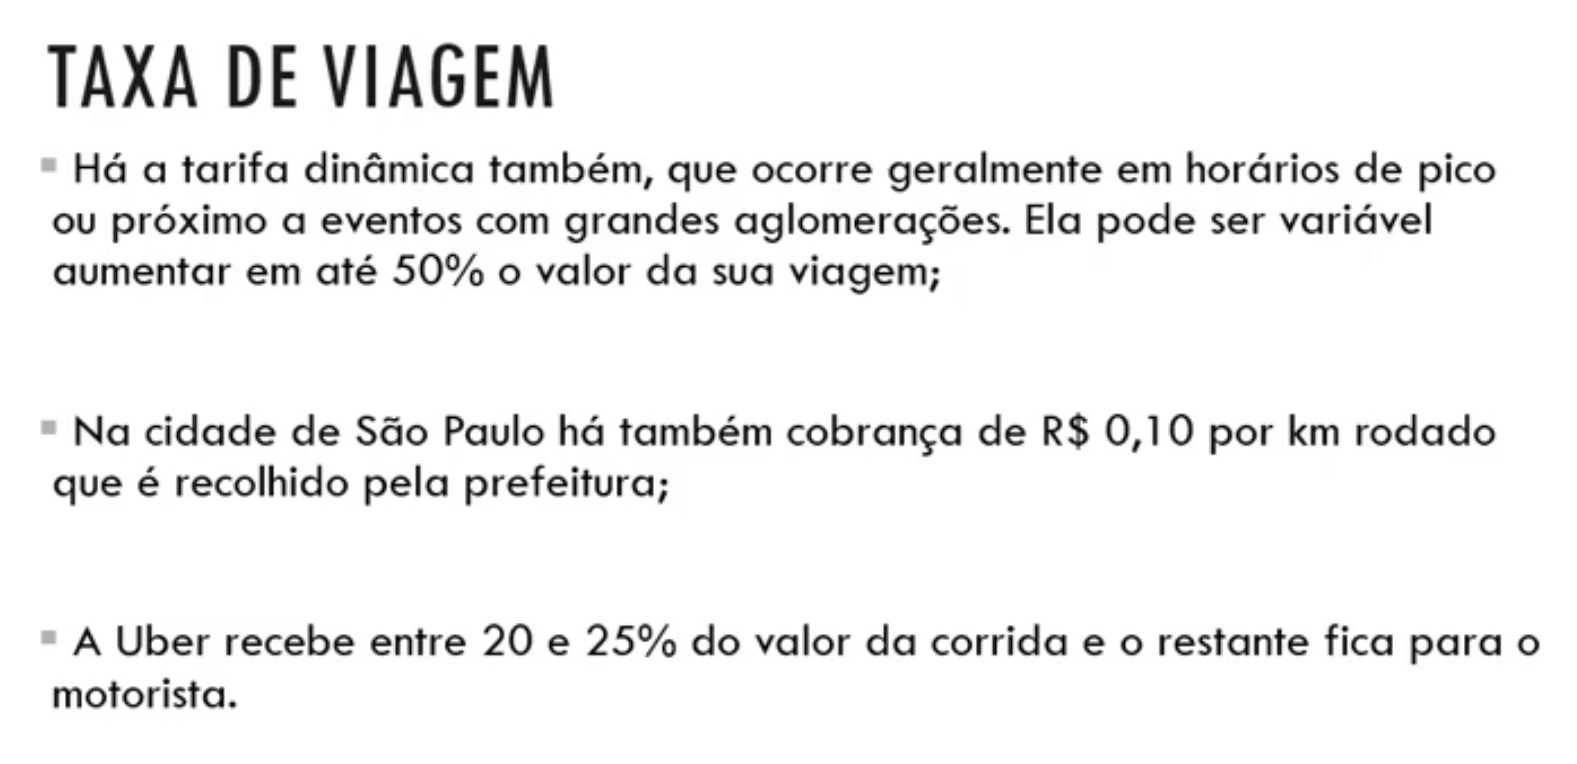 TAXA DE VIAGEM
▪ Há a tarifa dinâmica também, que ocorre geralmente em horários de pico
ou próximo a eventos com grandes aglomerações. Ela pode ser variável
aumentar em até 50% o valor da sua viagem;
▪ Na cidade de São Paulo há também cobrança de R$ 0,10 por km rodado
que é recolhido pela prefeitura;
▪ A Uber recebe entre 20 e 25% do valor da corrida e o restante fica para o
motorista.